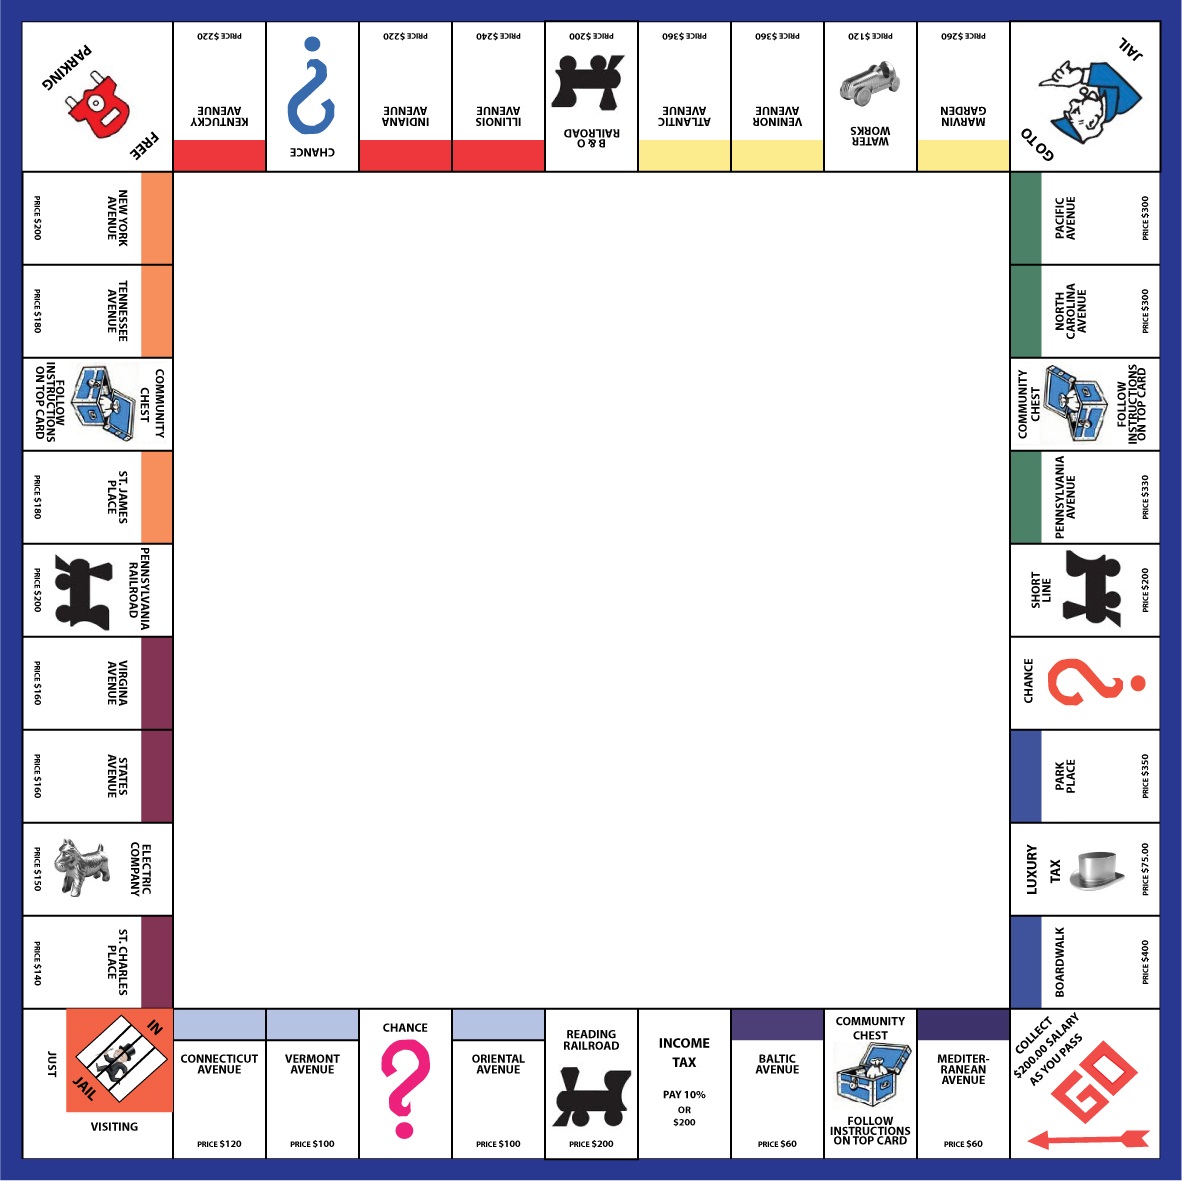 PARKING
FREE
PRICE $220
KENTUCKY
AVENUE
CHANCE
PRICE $220
INDIANA
AVENUE
PRICE $240
ILLINOIS
AVENUE
PRICE $200
B & O
RAILROAD
PRICE $360
ATLANTIC
AVENUE
PRICE $360
VENINOR
AVENUE
PRICE $120
WATER
WORKS
PRICE $260
MARVIN
GARDEN
GO TO
JAIL
NEW YORK
AVENUE
PRICE $200
TENNESSEE
AVENUE
PRICE $180
COMMUNITY
CHEST
FOLLOW
INSTRUCTIONS
ON TOP CARD
ST. JAMES
PLACE
PRICE $180
PENNSYLVANIA
RAILROAD
PRICE $200
VIRGINA
AVENUE
PRICE $160
STATES
AVENUE
PRICE $160
ELECTRIC
COMPANY
PRICE $150
ST. CHARLES
PLACE
PRICE $140
PACIFIC
AVENUE
PRICE $300
NORTH
CAROLINA
AVENUE
PRICE $300
COMMUNITY
CHEST
FOLLOW
INSTRUCTIONS
ON TOP CARD
PENNSYLVANIA
AVENUE
PRICE $330
SHORT
LINE
PRICE $200
CHANCE
PARK
PLACE
PRICE $350
LUXURY
TAX
PRICE $75.00
BOARDWALK
PRICE $400
JUST
VISITING
IN
JAIL
CONNECTICUT
AVENUE
PRICE $120
VERMONT
AVENUE
PRICE $100
CHANCE
ORIENTAL
AVENUE
PRICE $100
READING
RAILROAD
PRICE $200
INCOME
TAX
PAY 10%
OR
$200
BALTIC
AVENUE
PRICE $60
COMMUNITY
CHEST
FOLLOW
INSTRUCTIONS
ON TOP CARD
MEDITER-
RANEAN
AVENUE
PRICE $60
COLLECT
$200.00 SALARY
AS YOU PASS
GO